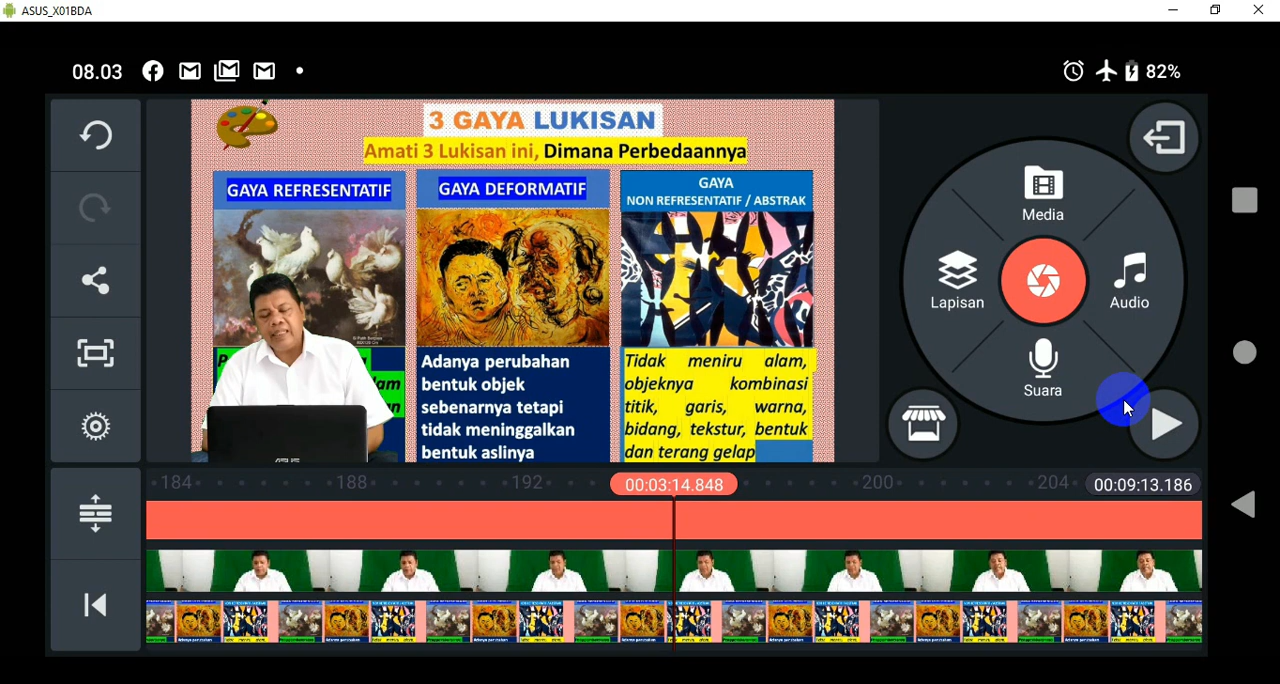 ASUS_X01BDA
08.03
82%
3 GAYA LUKISAN
Amati 3 Lukisan ini, Dimana Perbedaannya
GAYA REFRESENTATIF
GAYA DEFORMATIF
GAYA
NON REFRESENTATIF / ABSTRAK
Adanya perubahan
bentuk objek
sebenarnya tetapi
tidak meninggalkan
bentuk aslinya
Tidak meniru alam,
objeknya kombinasi
titik, garis, warna,
bidang, tekstur, bentuk
dan terang gelap
Media
Lapisan
Audio
Suara
184
188
192
00:03:14.848
200
204
00:09:13.186